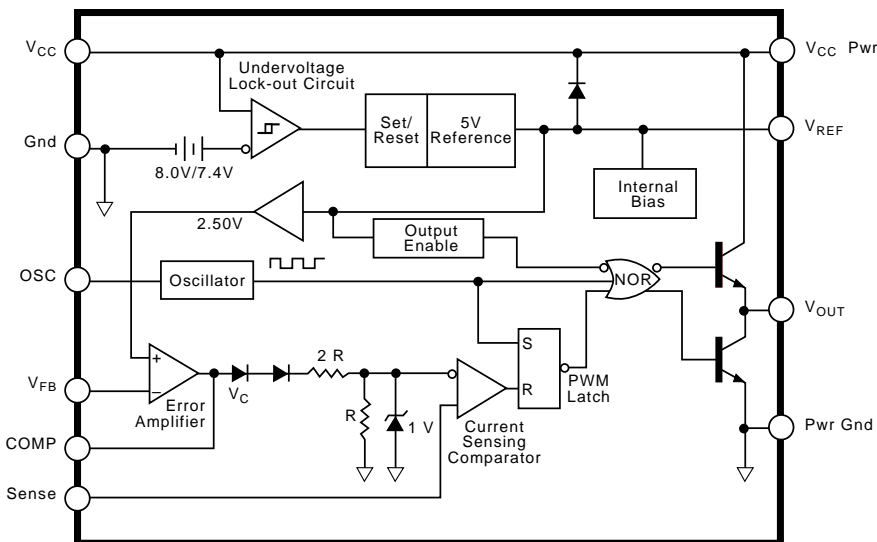 VCC
VCC Pwr
Undervoltage
Lock-out Circuit
Set/
Reset
5V
Reference
VREF
Gnd
8.0V/7.4V
Internal
Bias
2.50V
Output
Enable
OSC
Oscillator
NOR
VOUT
S
2 R
+
R
VFB
–
VC
PWM
Latch
Error
Amplifier
R
1 V
Current
Sensing
Comparator
Pwr Gnd
COMP
Sense